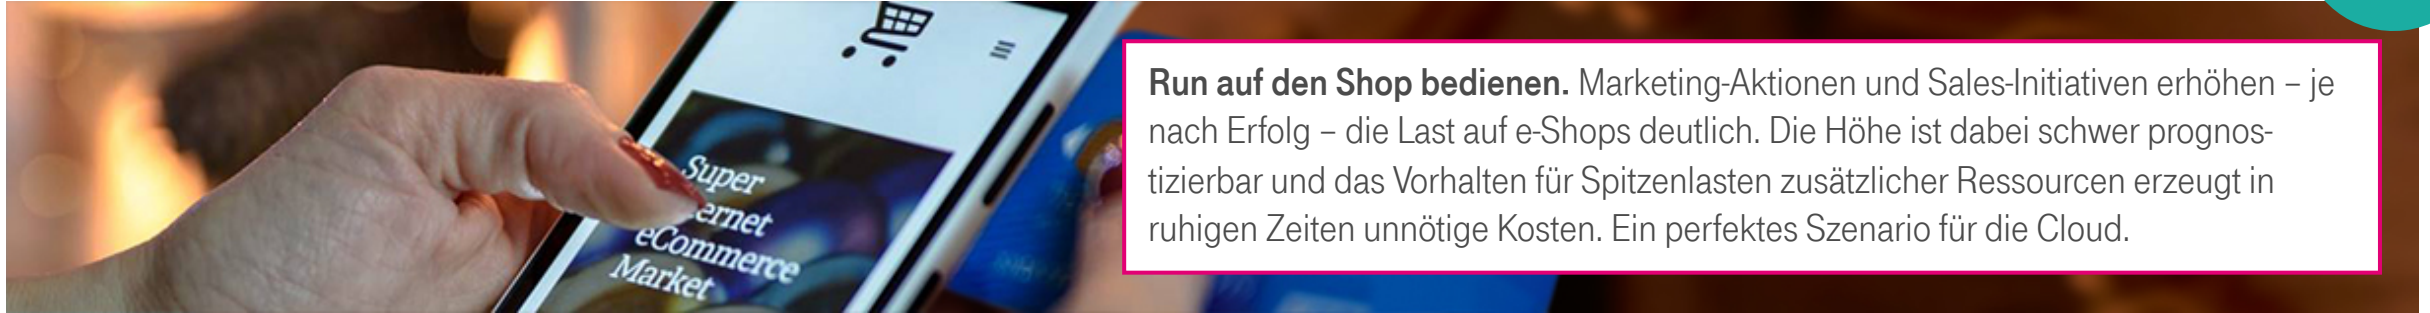 Super
eCommerce
Market
Run auf den Shop bedienen. Marketing-Aktionen und Sales-Initiativen erhöhen – je
nach Erfolg – die Last auf e-Shops deutlich. Die Höhe ist dabei schwer prognos-
tizierbar und das Vorhalten für Spitzenlasten zusätzlicher Ressourcen erzeugt in
ruhigen Zeiten unnötige Kosten. Ein perfektes Szenario für die Cloud.